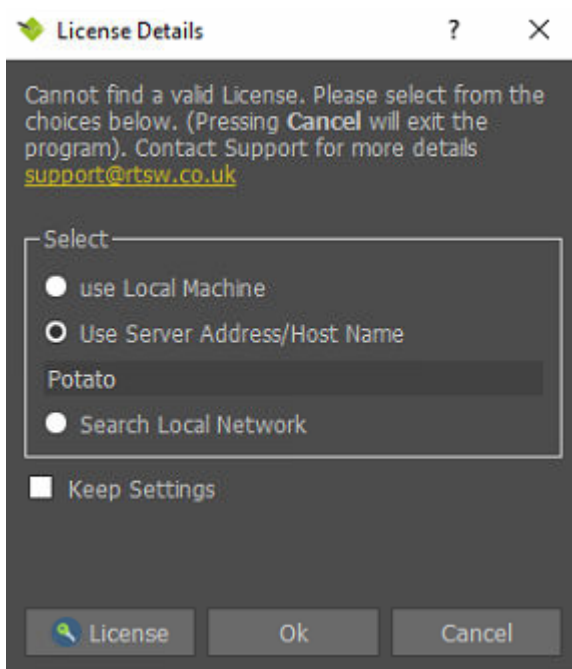 License Details
Cannot find a valid License. Please select from the
choices below. (Pressing Cancel will exit the
program). Contact Support for more details
support@rtsw.co.uk
Select
use Local Machine
Use Server Address/Host Name
Potato
Search Local Network
Keep Settings
License Ok Cancel